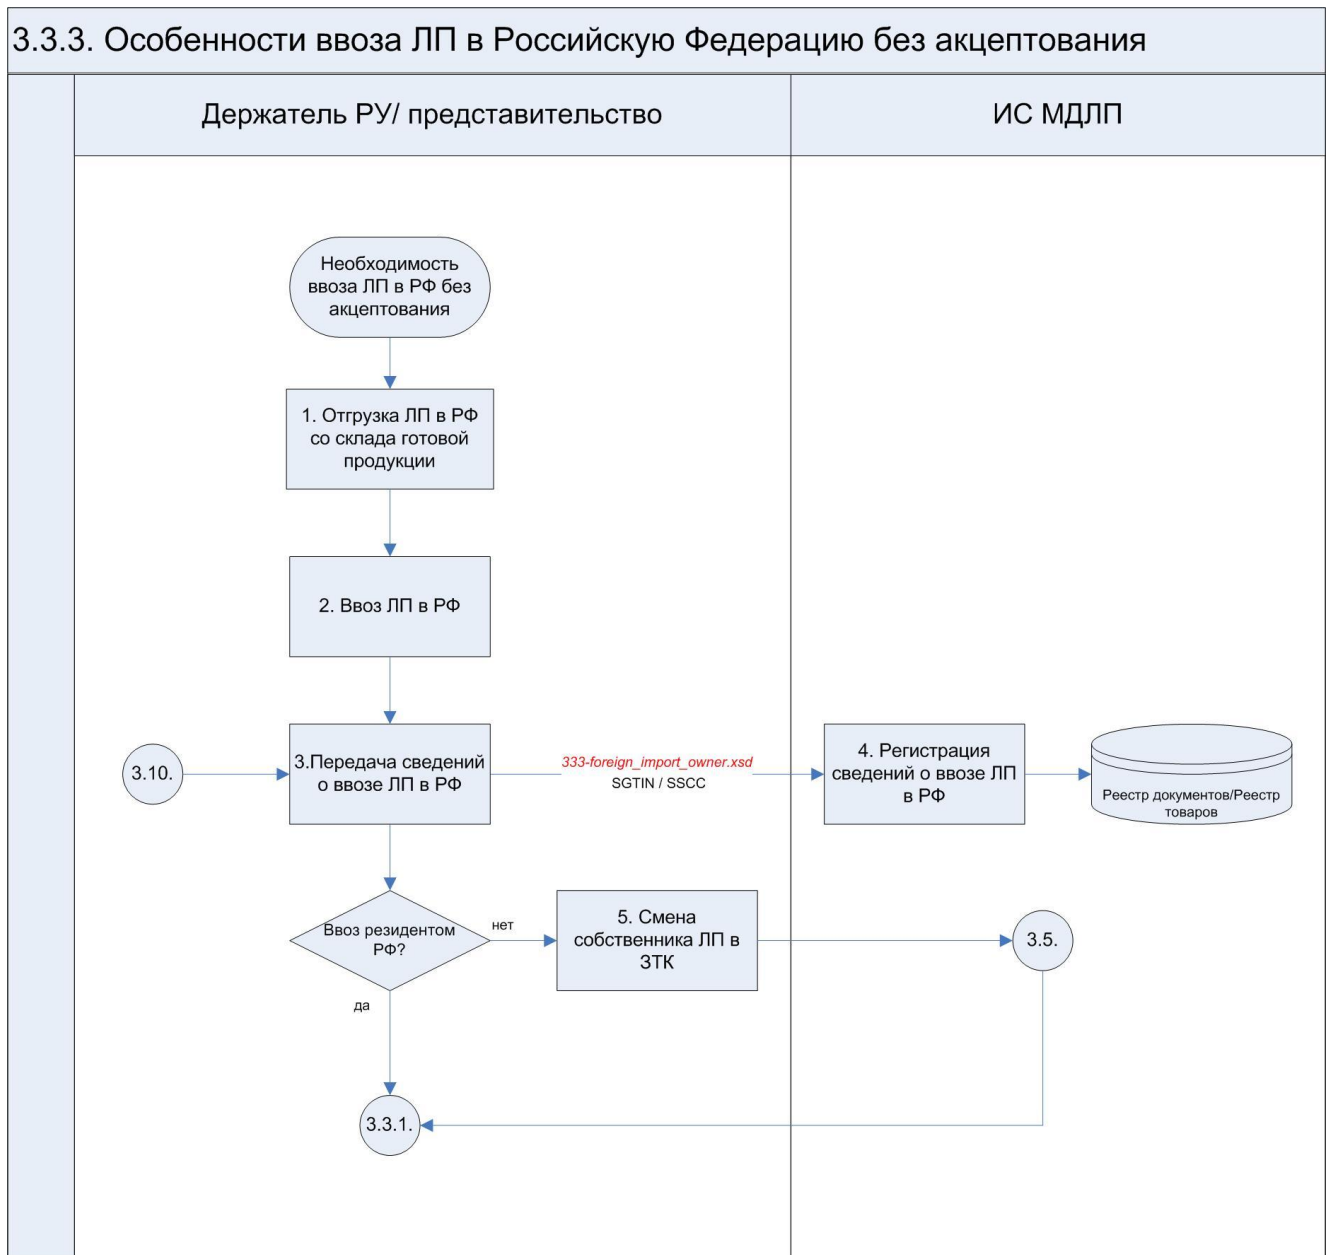 3.3.3. Особенности ввоза ЛП в Российскую Федерацию без акцептования
Держатель РУ/ представительство
ИС МДЛП
Необходимость
ввоза ЛП в РФ без
акцептования
1. Отгрузка ЛП в РФ
со склада готовой
продукции
2. Ввоз ЛП в РФ
3.10.
3.Передача сведений
о ввозе ЛП в РФ
333-foreign_import_owner.xsd
SGTIN / SSCC
4. Регистрация
сведений о ввозе ЛП
в РФ
Реестр документов/Реестр
товаров
Ввоз резидентом
РФ?
нет
5. Смена
собственника ЛП в
ЗТК
3.5.
да
3.3.1.